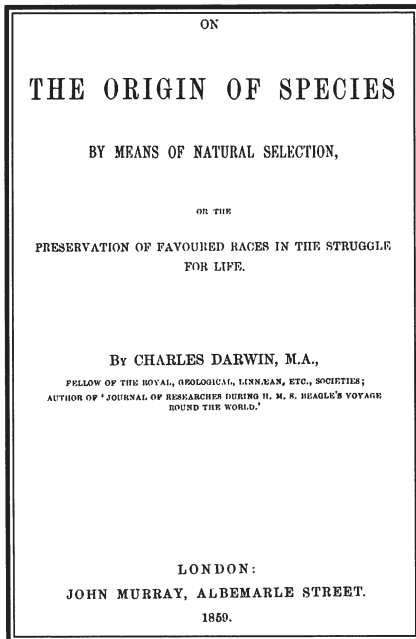 ON
THE ORIGIN OF SPECIES
BY MEANS OF NATURAL SELECTION,
OR THE
PRESERVATION OF FAVOURED RACES IN THE STRUGGLE
FOR LIFE.
BY CHARLES DARWIN, M.A.,
FELLOW OF THE ROYAL, GEOLOGICAL, LINNÆAN, ETC., SOCIETIES;
AUTHOR OF ‘JOURNAL OF RESEARCHES DURING H. M. S. BEAGLE'S VOYAGE
ROUND THE WORLD.’
LONDON:
JOHN MURRAY, ALBEMARLE STREET.
1859.